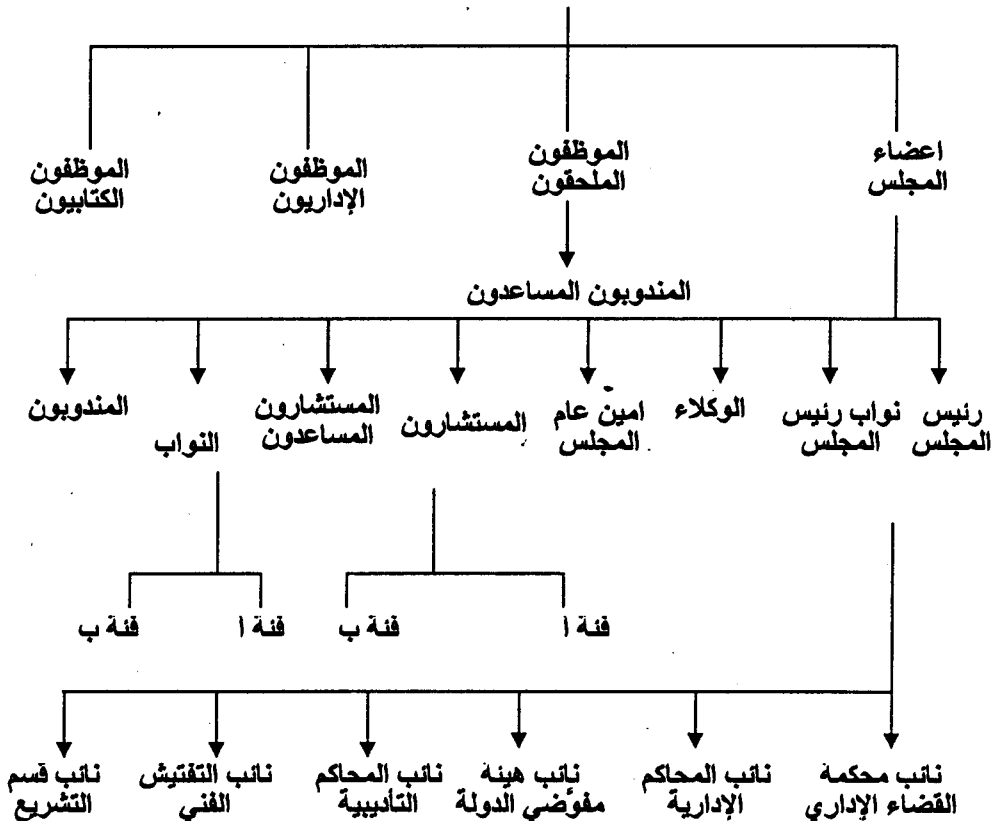 اعضاء
المجلس
الموظفون
الملحقون
الموظفون
الإداريون
الموظفون
الكتابيون
المندوبون المساعدون
رئيس
المجلس
نواب رئيس
المجلس
الوكلاء
امين عام
المجلس
المستشارون
المستشارون
المساعدون
النواب
المندوبون
فئة ا
فئة ب
فئة ا
فئة ب
نائب محكمة
القضاء الإداري
نائب المحاكم
الإدارية
نائب هيئة
مفوّضي الدولة
نائب المحاكم
التأديبية
نائب التفتيش
الفني
نائب قسم
التشريع